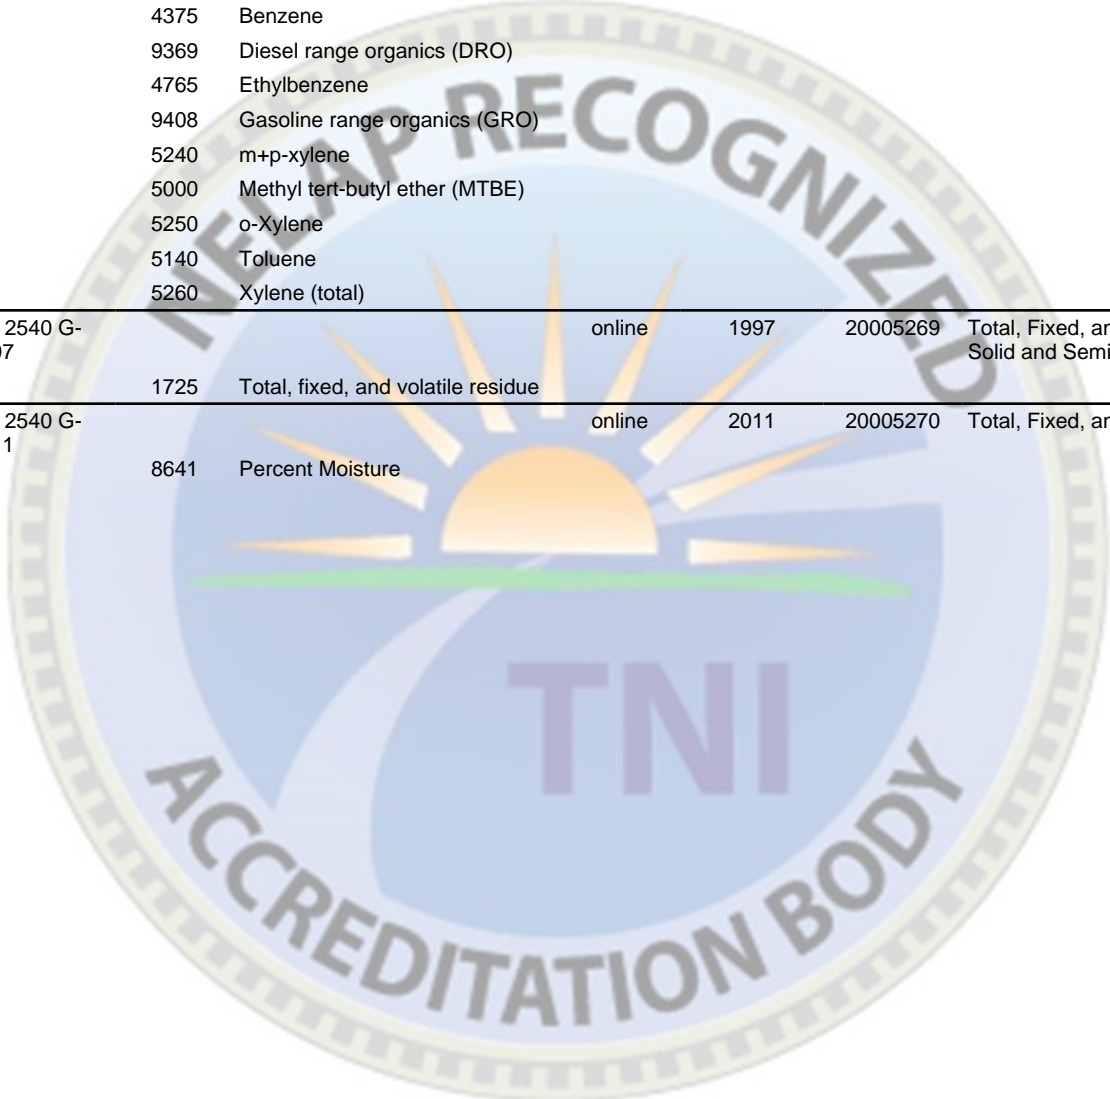 4375 Benzene
9369 Diesel range organics (DRO)
4765 Ethylbenzene
9408 Gasoline range organics (GRO)
5240 m+p-xylene
5000 Methyl tert-butyl ether (MTBE)
5250 o-Xylene
5140 Toluene
5260 Xylene (total)
2540 G- online 1997 20005269 Total, Fixed,
Solid and
1725 Total, fixed, and volatile residue
2540 G- online 2011 20005270 Total, Fixed,
8641 Percent Moisture
NELAP RECOGNIZED
TNI
ACCREDITATION BODY